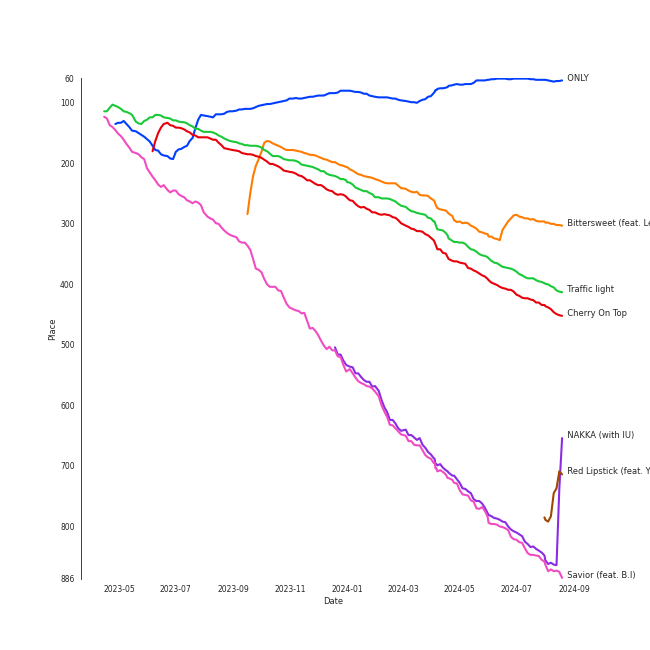 60
100
200
300
400
500
600
700
800
886
Place
2023-05
2023-07
2023-09
2023-11
2024-01
2024-03
2024-05
2024-07
2024-09
Date
ONLY
Bittersweet (feat. Le
Traffic light
Cherry On Top
NAKKA (with IU)
Red Lipstick (feat. Y
Savior (feat. B.I)